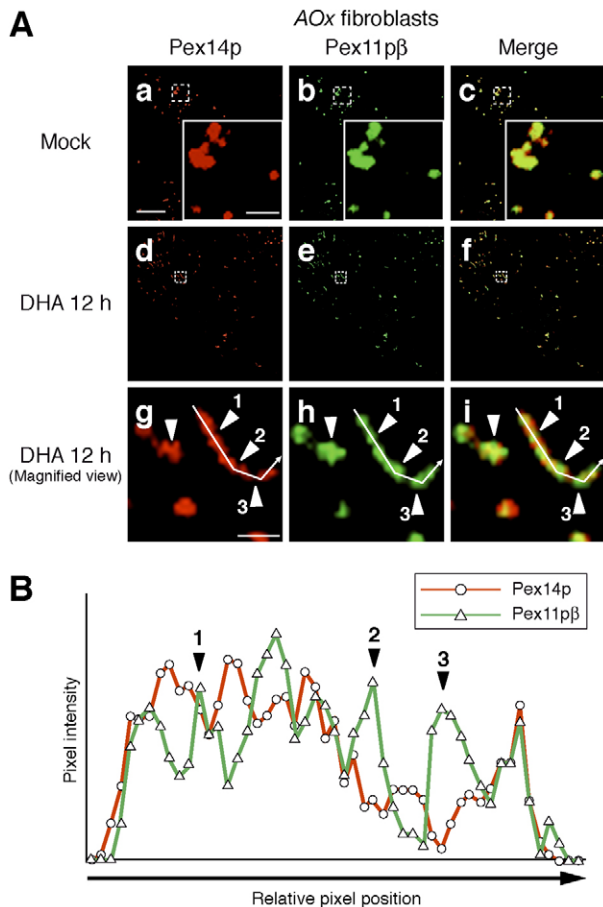 A
AOx fibroblasts
Pex14p Pex11pβ Merge
Mock
a b c
DHA 12 h
d e f
DHA 12 h
(Magnified view)
g h i
1 1 1
2 2 2
3 3 3
B
Pex14p
Pex11pβ
1 2 3
Pixel intensity
Relative pixel position